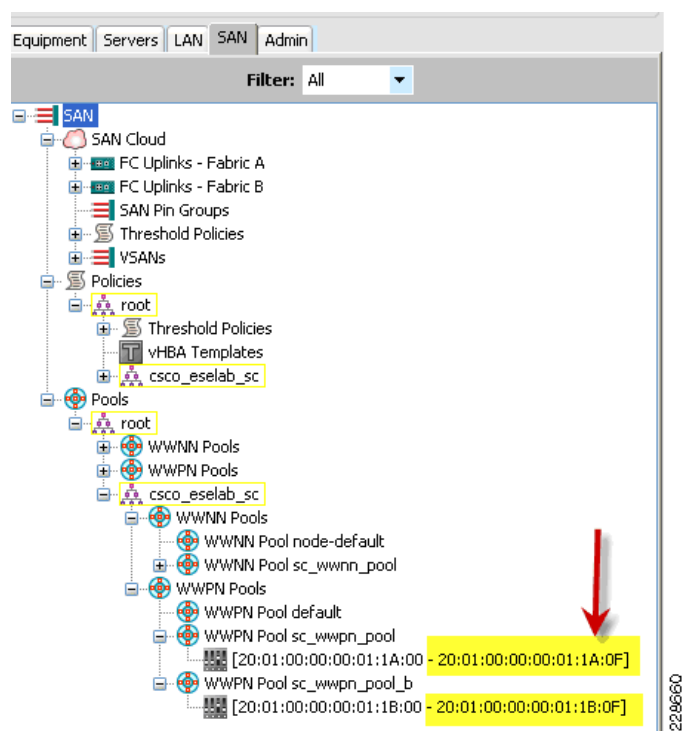 Equipment Servers LAN SAN Admin
Filter: All
SAN
SAN Cloud
FC Uplinks - Fabric A
FC Uplinks - Fabric B
SAN Pin Groups
Threshold Policies
VSANs
Policies
root
Threshold Policies
vHBA Templates
csco_eselab_sc
Pools
root
WWNN Pools
WWPN Pools
csco_eselab_sc
WWNN Pools
WWNN Pool node-default
WWNN Pool sc_wwnn_pool
WWPN Pools
WWPN Pool default
WWPN Pool sc_wwpn_pool
[20:01:00:00:00:01:1A:00 - 20:01:00:00:00:01:1A:0F]
WWPN Pool sc_wwpn_pool_b
[20:01:00:00:00:01:1B:00 - 20:01:00:00:00:01:1B:0F]
228660